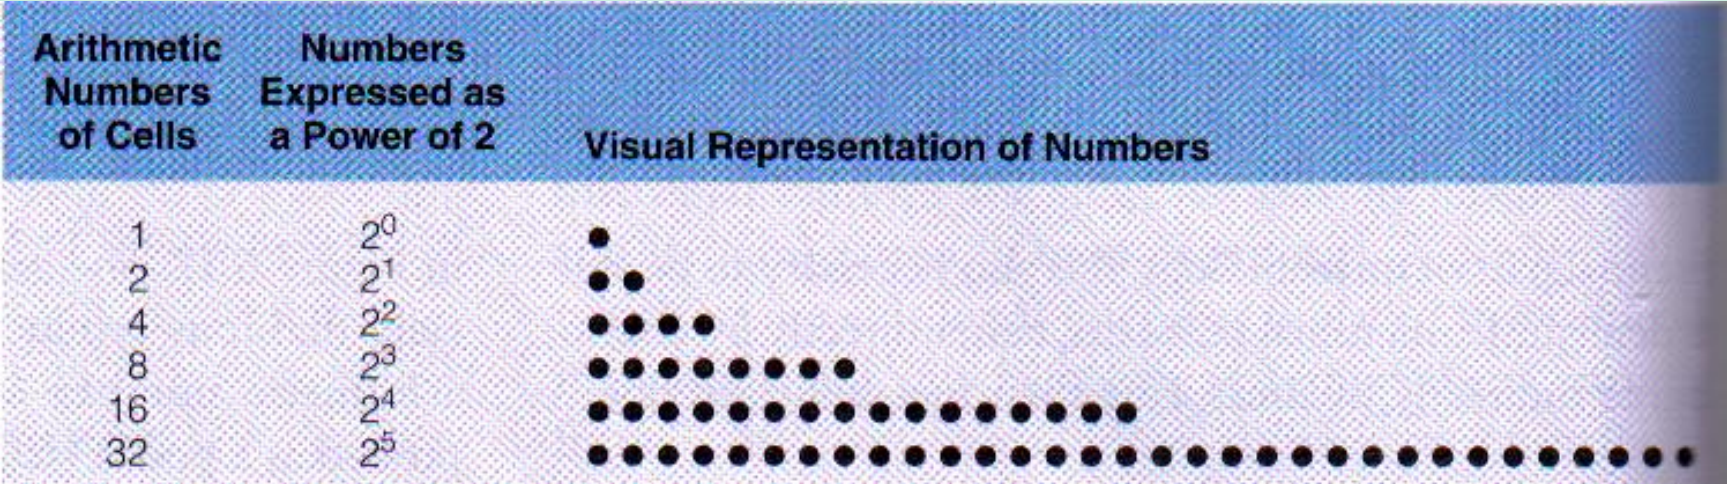 Arithmetic Numbers
Numbers Expressed as
of Cells a Power of 2 Visual Representation of Numbers
1 2⁰
2 2¹
4 2²
8 2³
16 2⁴
32 2⁵